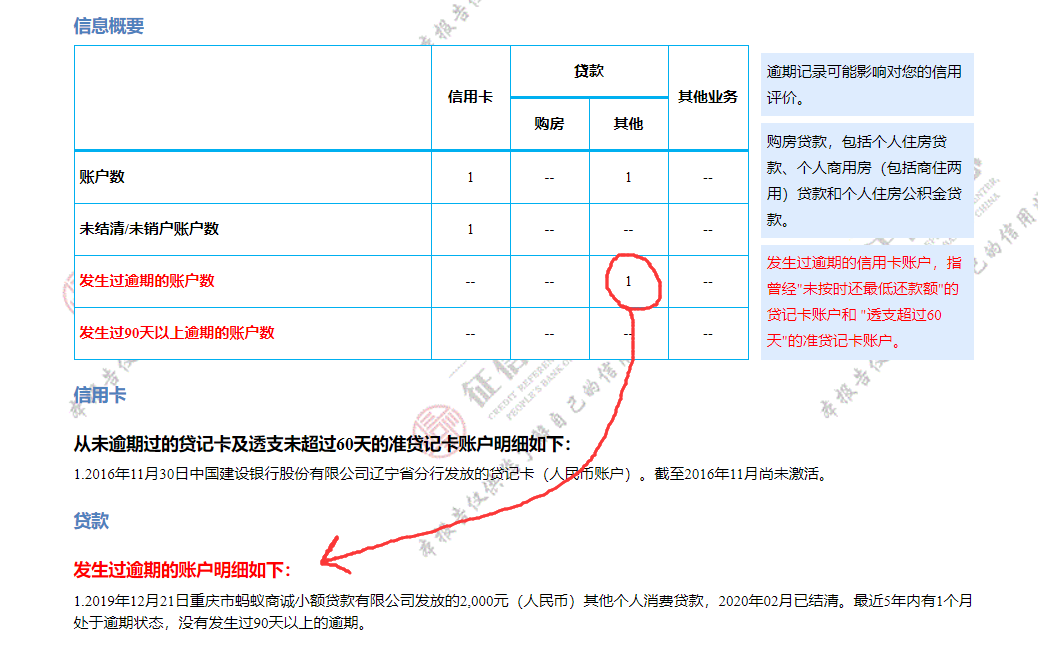 信息概要
贷款
信用卡 其他业务
购房 其他
账户数 1 -- 1 --
未结清/未销户账户数 1 -- -- --
发生过逾期的账户数 -- -- 1 --
发生过90天以上逾期的账户数 -- -- -- --
逾期记录可能影响对您的信用
评价。
购房贷款，包括个人住房贷
款、个人商用房（包括商住两
用）贷款和个人住房公积金贷
款。
发生过逾期的信用卡账户，指
曾经"未按时还最低还款额"的
贷记卡账户和 "透支超过60
天"的准贷记卡账户。
信用卡
从未逾期过的贷记卡及透支未超过60天的准贷记卡账户明细如下：
1.2016年11月30日中国建设银行股份有限公司辽宁省分行发放的贷记卡（人民币账户）。截至2016年11月尚未激活。
贷款
发生过逾期的账户明细如下：
1.2019年12月21日重庆市蚂蚁商诚小额贷款有限公司发放的2,000元（人民币）其他个人消费贷款，2020年02月已结清。最近5年内有1个月
处于逾期状态，没有发生过90天以上的逾期。